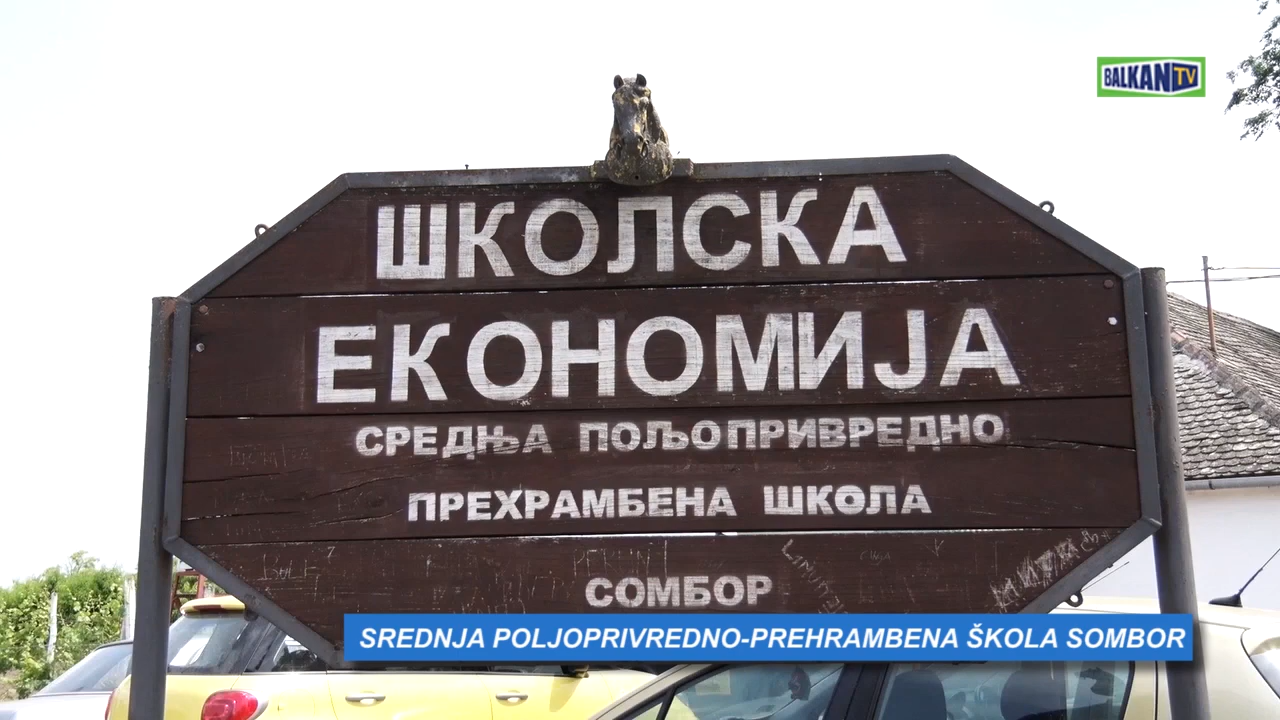 BALKAN TV
ШКОЛСКА
ЕКОНОМИЈА
СРЕДЊА ПОЉОПРИВРЕДНО
ПРЕХРАМБЕНА ШКОЛА
СОМБОР
SREDNJA POLJOPRIVREDNO-PREHRAMBENA ŠKOLA SOMBOR